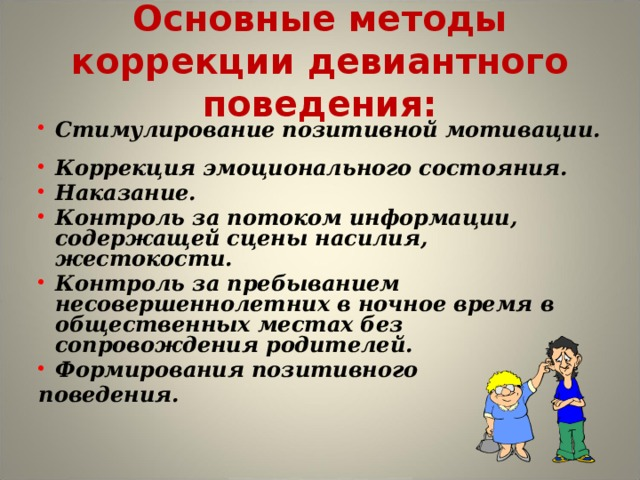 Основные методы
коррекции девиантного
поведения:
• Стимулирование позитивной мотивации.
• Коррекция эмоционального состояния.
• Наказание.
• Контроль за потоком информации,
содержащей сцены насилия,
жестокости.
• Контроль за пребыванием
несовершеннолетних в ночное время в
общественных местах без
сопровождения родителей.
• Формирования позитивного
поведения.